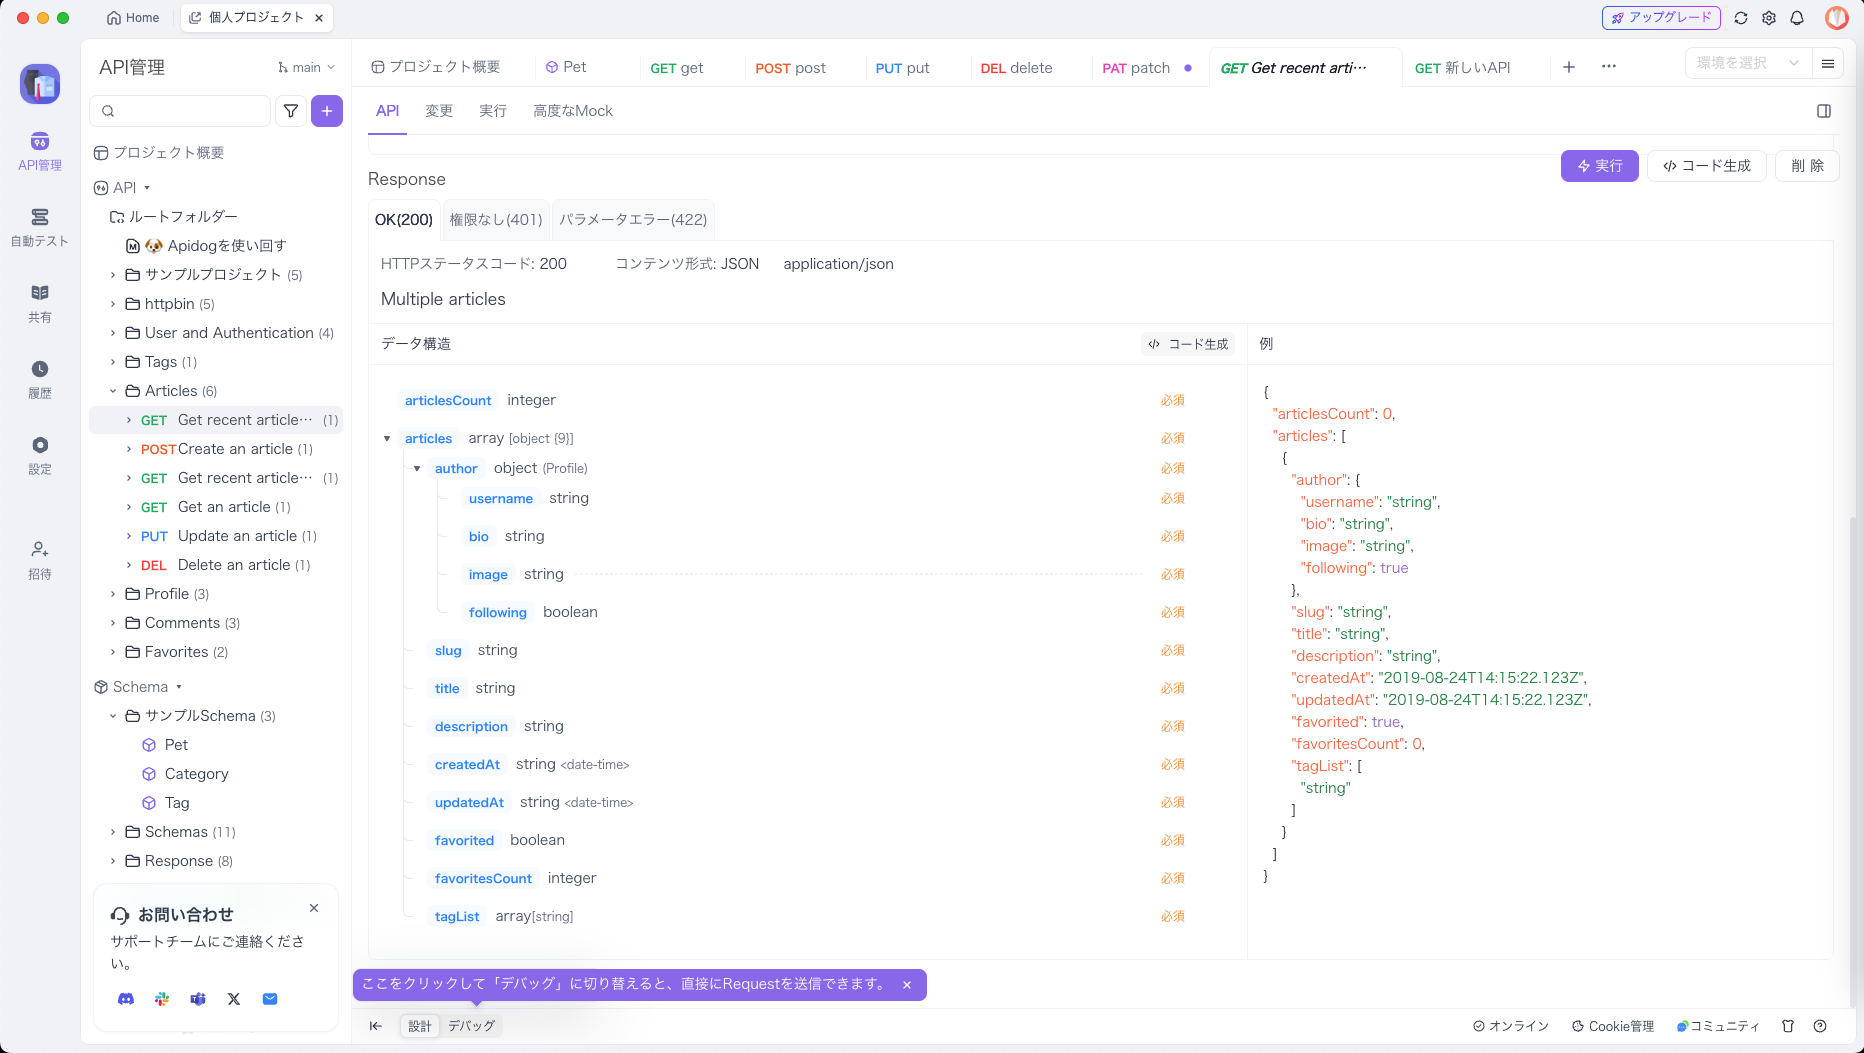 Home
個人プロジェクト
アップグレード
API管理
main
プロジェクト概要
Pet
GET get
POST post
PUT put
DEL delete
PAT patch
GET Get recent arti···
GET 新しいAPI
環境を選択
API
変更
実行
高度なMock
API管理
自動テスト
共有
履歴
設定
招待
プロジェクト概要
API
ルートフォルダー
Apidogを使い回す
サンプルプロジェクト (5)
httpbin (5)
User and Authentication (4)
Tags (1)
Articles (6)
GET Get recent article··· (1)
POST Create an article (1)
GET Get recent article··· (1)
GET Get an article (1)
PUT Update an article (1)
DEL Delete an article (1)
Profile (3)
Comments (3)
Favorites (2)
Schema
サンプルSchema (3)
Pet
Category
Tag
Schemas (11)
Response (8)
お問い合わせ
サポートチームにご連絡くださ
い。
Response
実行
コード生成
削 除
OK(200)
権限なし(401)
パラメータエラー(422)
HTTPステータスコード: 200
コンテンツ形式: JSON
application/json
Multiple articles
データ構造
コード生成
例
articlesCount integer 必須
articles array [object {9}] 必須
author object (Profile) 必須
username string 必須
bio string 必須
image string 必須
following boolean 必須
slug string 必須
title string 必須
description string 必須
createdAt string <date-time> 必須
updatedAt string <date-time> 必須
favorited boolean 必須
favoritesCount integer 必須
tagList array[string] 必須
{
"articlesCount": 0,
"articles": [
{
"author": {
"username": "string",
"bio": "string",
"image": "string",
"following": true
},
"slug": "string",
"title": "string",
"description": "string",
"createdAt": "2019-08-24T14:15:22.123Z",
"updatedAt": "2019-08-24T14:15:22.123Z",
"favorited": true,
"favoritesCount": 0,
"tagList": [
"string"
]
}
]
}
ここをクリックして「デバッグ」に切り替えると、直接にRequestを送信できます。
設計
デバッグ
オンライン
Cookie管理
コミュニティ